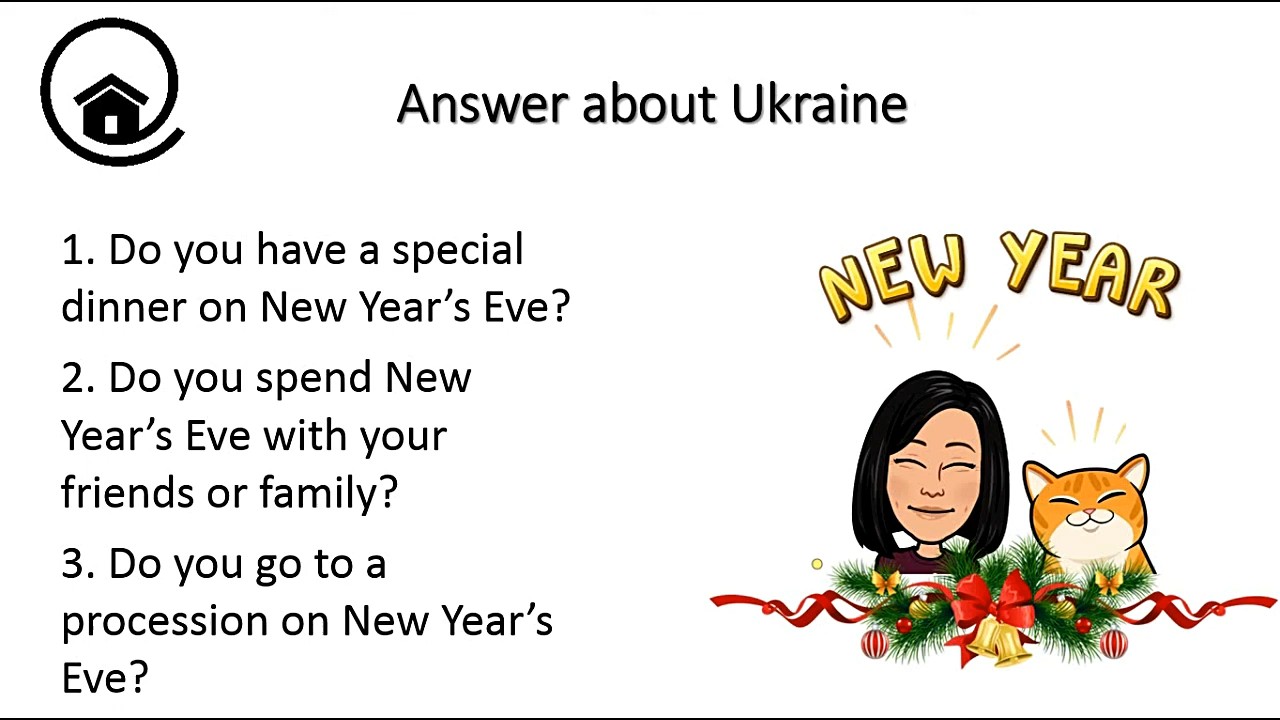 Answer about Ukraine
1. Do you have a special
dinner on New Year’s Eve?
2. Do you spend New
Year’s Eve with your
friends or family?
3. Do you go to a
procession on New Year’s
Eve?
NEW YEAR